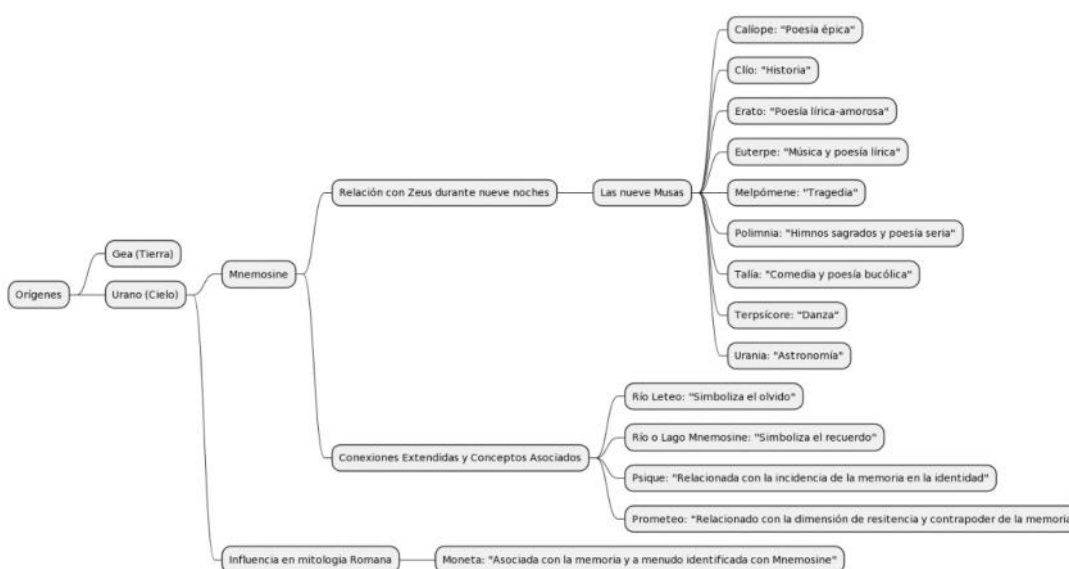 Calíope: "Poesía épica"
Clío: "Historia"
Erato: "Poesía lírica-amorosa"
Euterpe: "Música y poesía lírica"
Relación con Zeus durante nueve noches
Las nueve Musas
Melpómene: "Tragedia"
Polimnia: "Himnos sagrados y poesía seria"
Gea (Tierra)
Mnemosine
Talía: "Comedia y poesía bucólica"
Orígenes
Urano (Cielo)
Terpsícore: "Danza"
Urania: "Astronomía"
Río Leteo: "Simboliza el olvido"
Río o Lago Mnemosine: "Simboliza el recuerdo"
Conexiones Extendidas y Conceptos Asociados
Psique: "Relacionada con la incidencia de la memoria en la identidad"
Prometeo: "Relacionado con la dimensión de resitencia y contrapoder de la memoria
Influencia en mitologia Romana
Moneta: "Asociada con la memoria y a menudo identificada con Mnemosine"